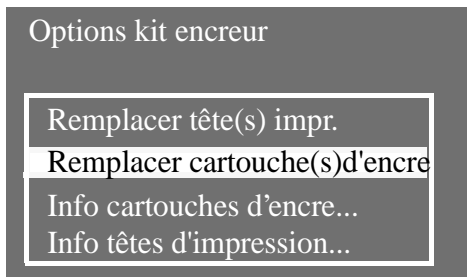 Options kit encreur
Remplacer tête(s) impr.
Remplacer cartouche(s)d'encre
Info cartouches d’encre...
Info têtes d'impression...